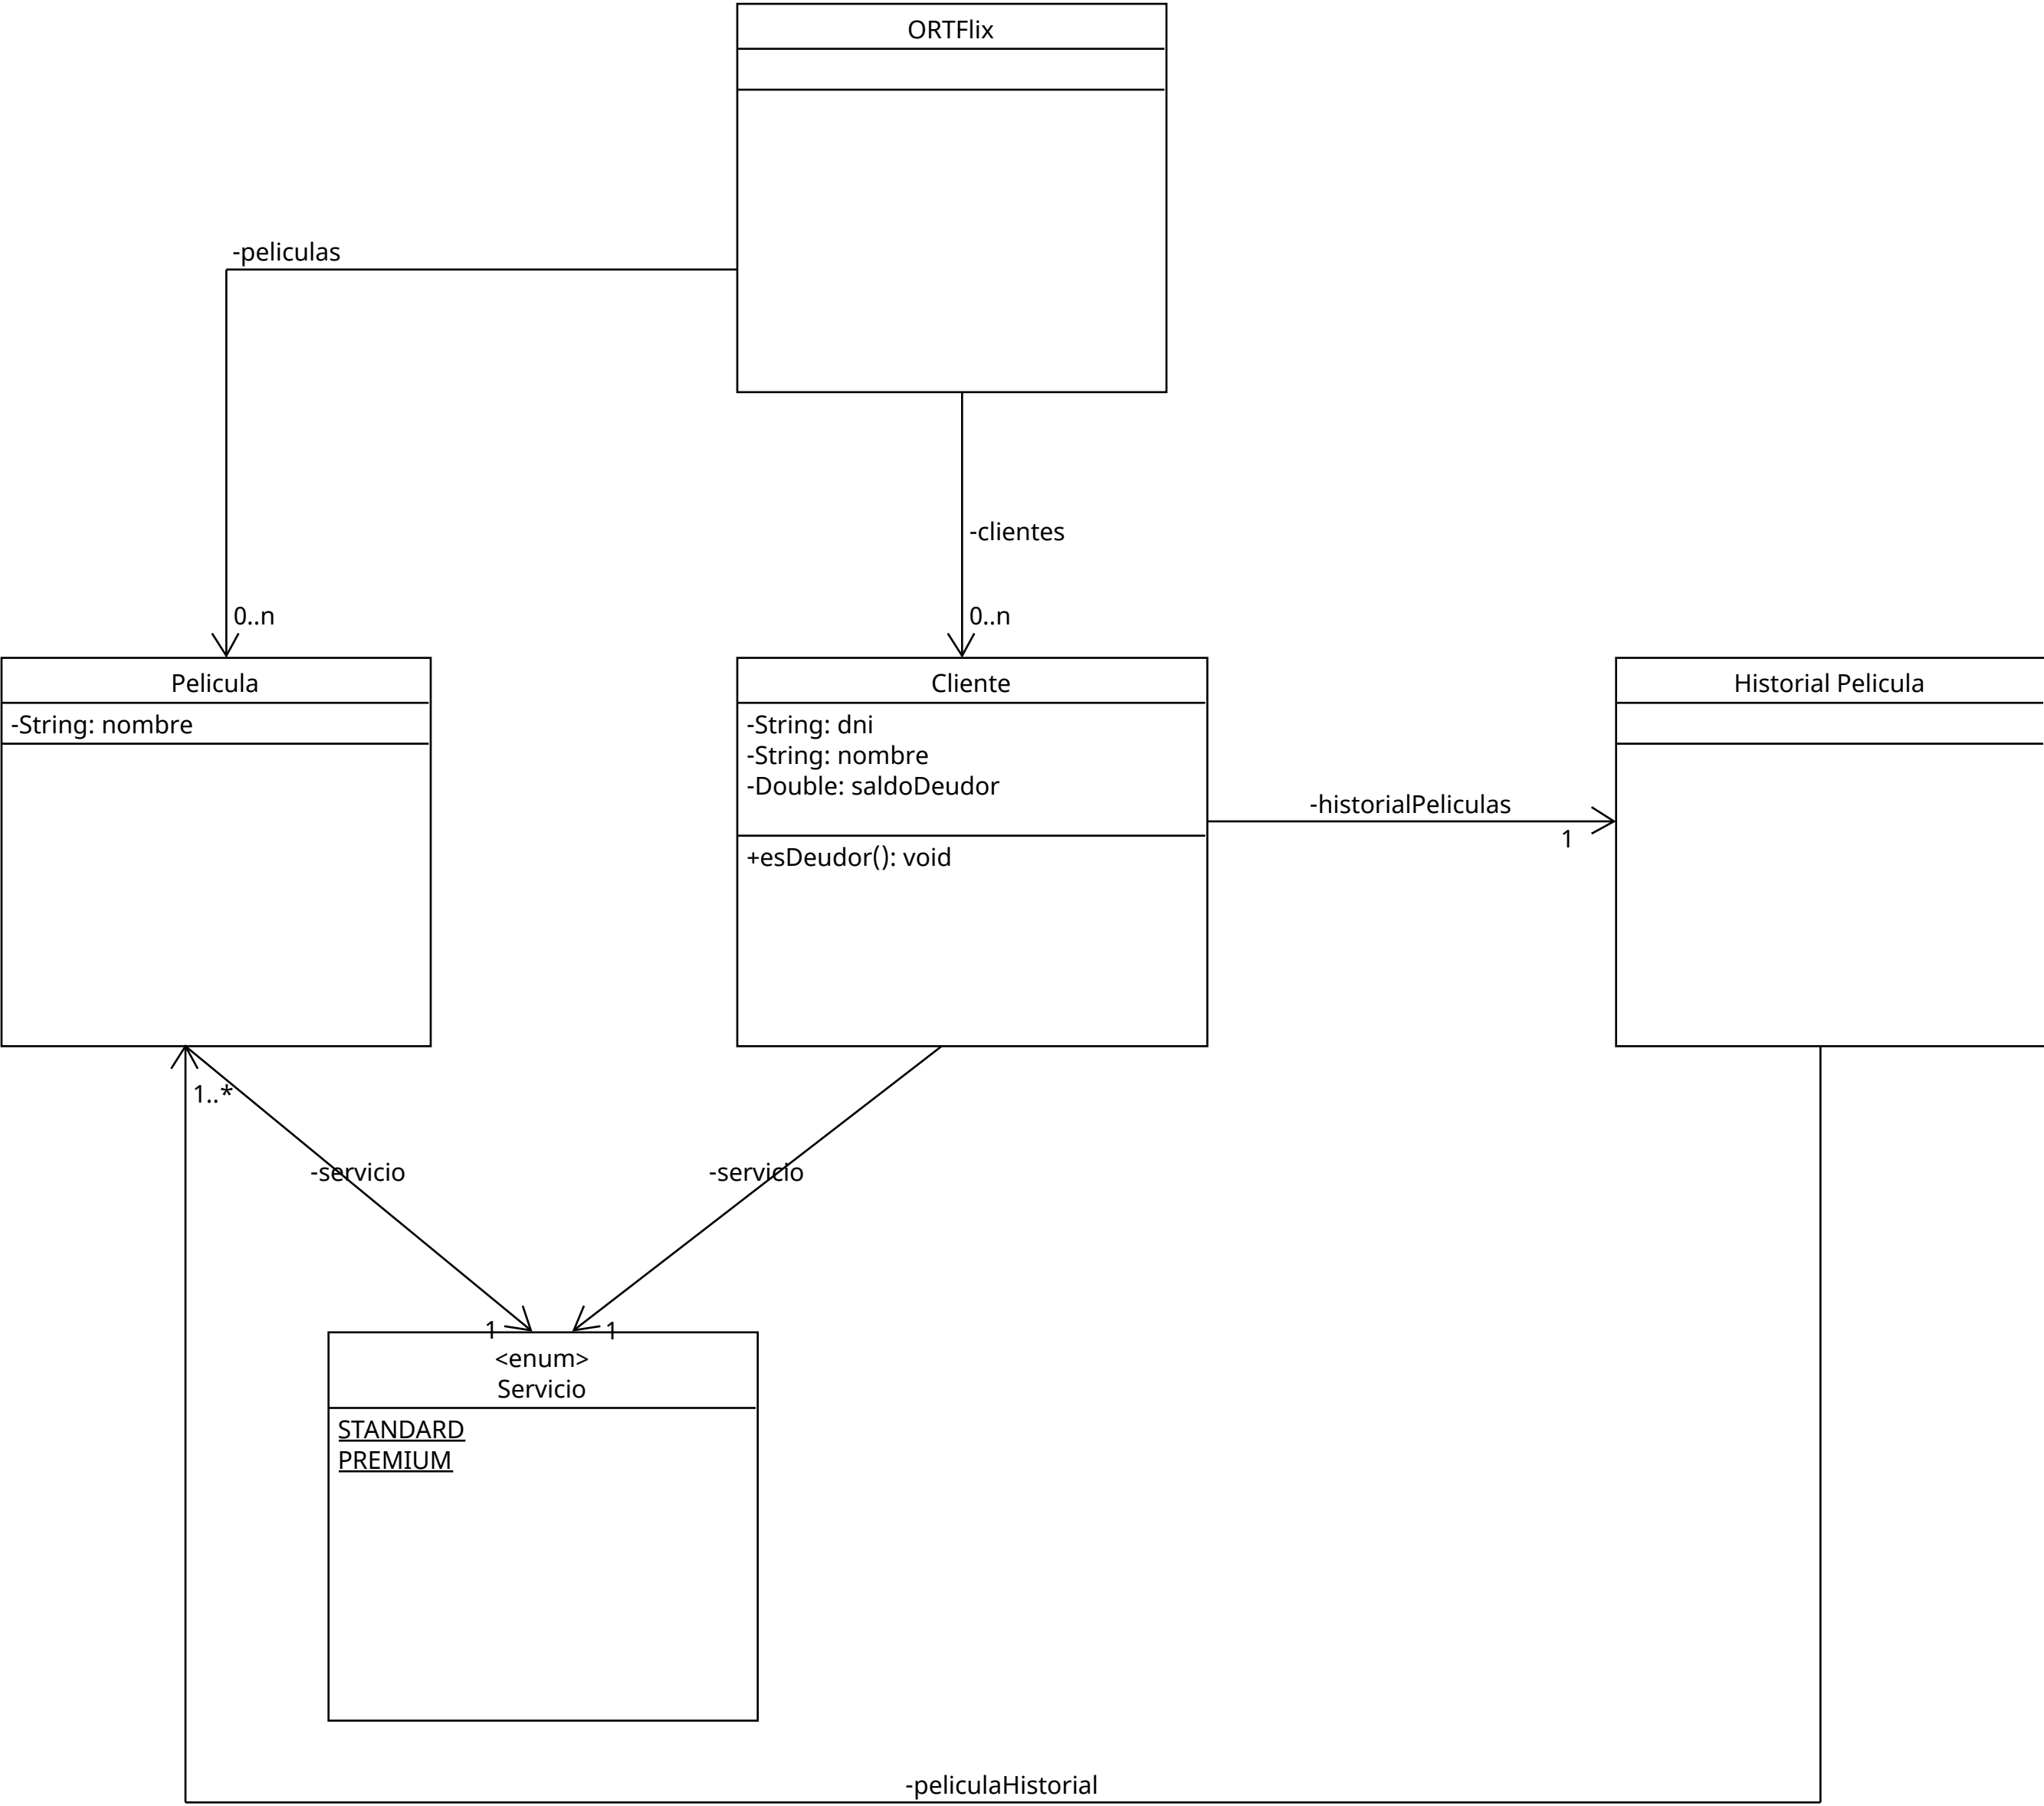 ORTFlix
-peliculas
-clientes
0..n
0..n
Pelicula
-String: nombre
Cliente
-String: dni
-String: nombre
-Double: saldoDeudor
+esDeudor(): void
Historial Pelicula
-historialPeliculas
1
1..*
-servicio
-servicio
1
1
<enum>
Servicio
STANDARD
PREMIUM
-peliculaHistorial